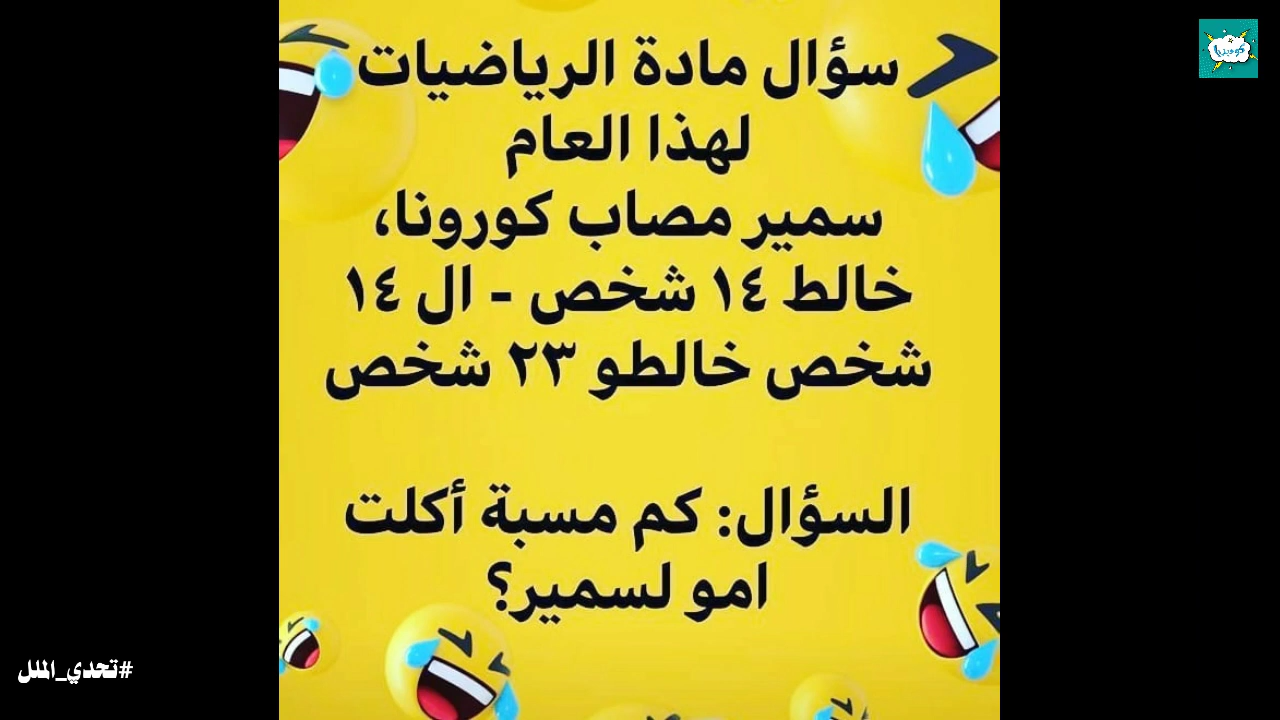 سؤال مادة الرياضيات
لهذا العام
سمير مصاب كورونا،
خالط ١٤ شخص - ال ١٤
شخص خالطو ٢٣ شخص
السؤال: كم مسبة أكلت
امو لسمير؟
#تحدي_الملل
كوميديا